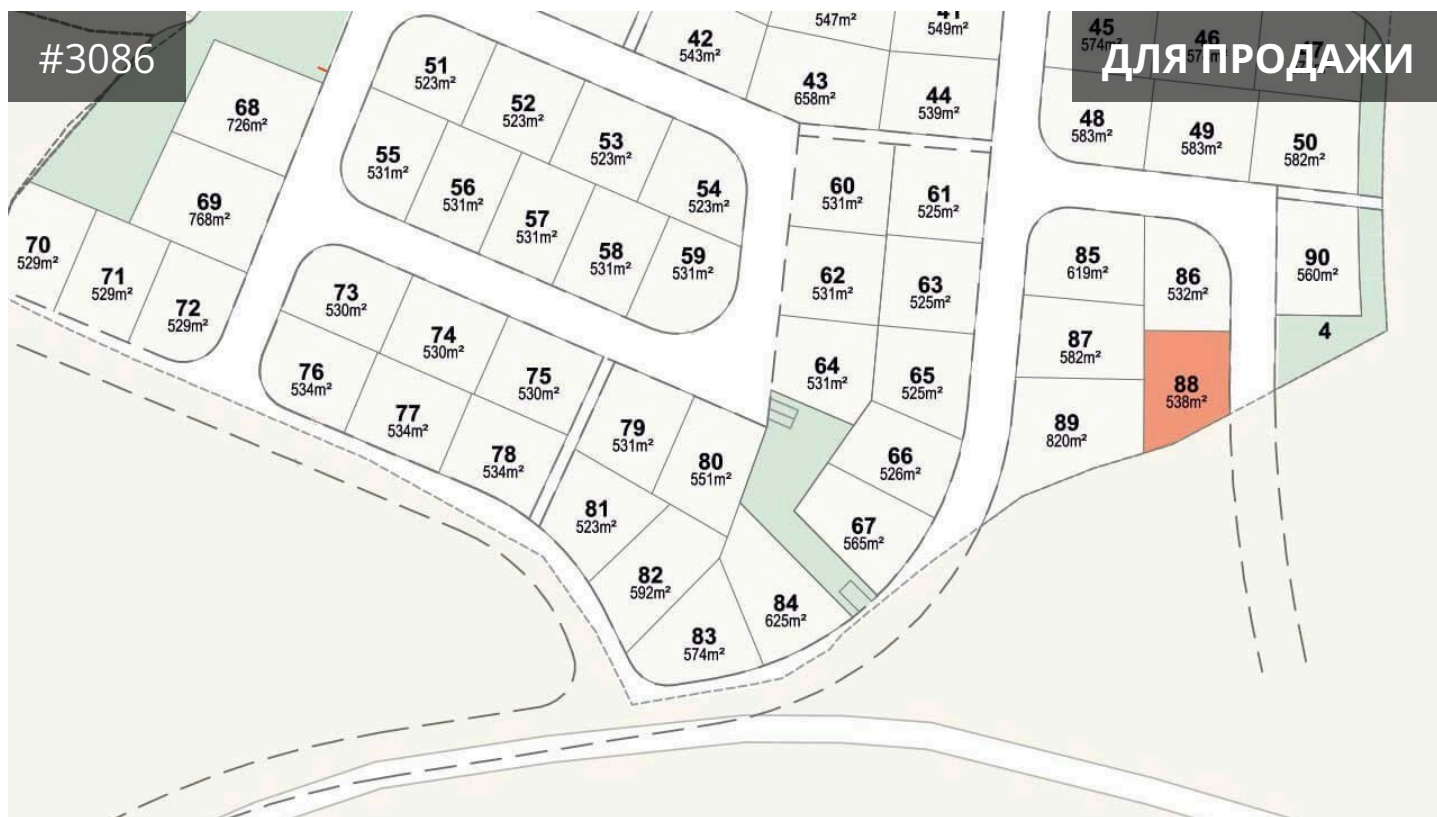 #3086
ДЛЯ ПРОДАЖИ
547m²
41
549m²
42
543m²
43
658m²
44
539m²
45
574m²
46
47
48
583m²
49
583m²
50
582m²
51
523m²
52
523m²
53
523m²
54
523m²
55
531m²
56
531m²
57
531m²
58
531m²
59
531m²
60
531m²
61
525m²
62
531m²
63
525m²
64
531m²
65
525m²
66
526m²
67
565m²
68
726m²
69
768m²
70
529m²
71
529m²
72
529m²
73
530m²
74
530m²
75
530m²
76
534m²
77
534m²
78
534m²
79
531m²
80
551m²
81
523m²
82
592m²
83
574m²
84
625m²
85
619m²
86
532m²
87
582m²
88
538m²
89
820m²
90
560m²
4